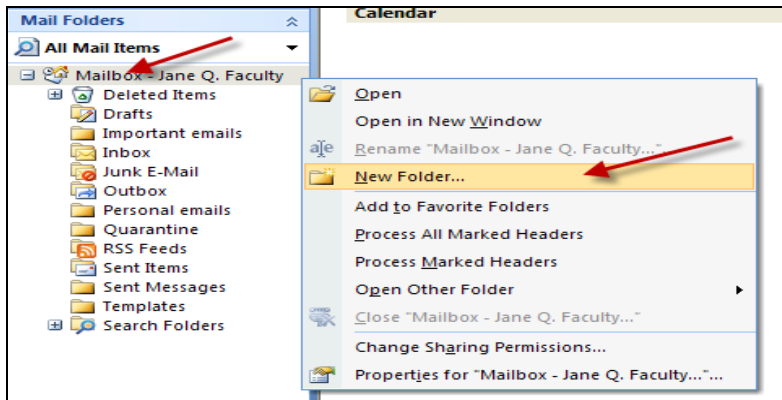 Mail Folders
All Mail Items
Mailbox - Jane Q. Faculty
Deleted Items
Drafts
Important emails
Inbox
Junk E-Mail
Outbox
Personal emails
Quarantine
RSS Feeds
Sent Items
Sent Messages
Templates
Search Folders
Calendar
Open
Open in New Window
Rename "Mailbox - Jane Q. Faculty..."...
New Folder...
Add to Favorite Folders
Process All Marked Headers
Process Marked Headers
Open Other Folder
Close "Mailbox - Jane Q. Faculty..."
Change Sharing Permissions...
Properties for "Mailbox - Jane Q. Faculty..."...